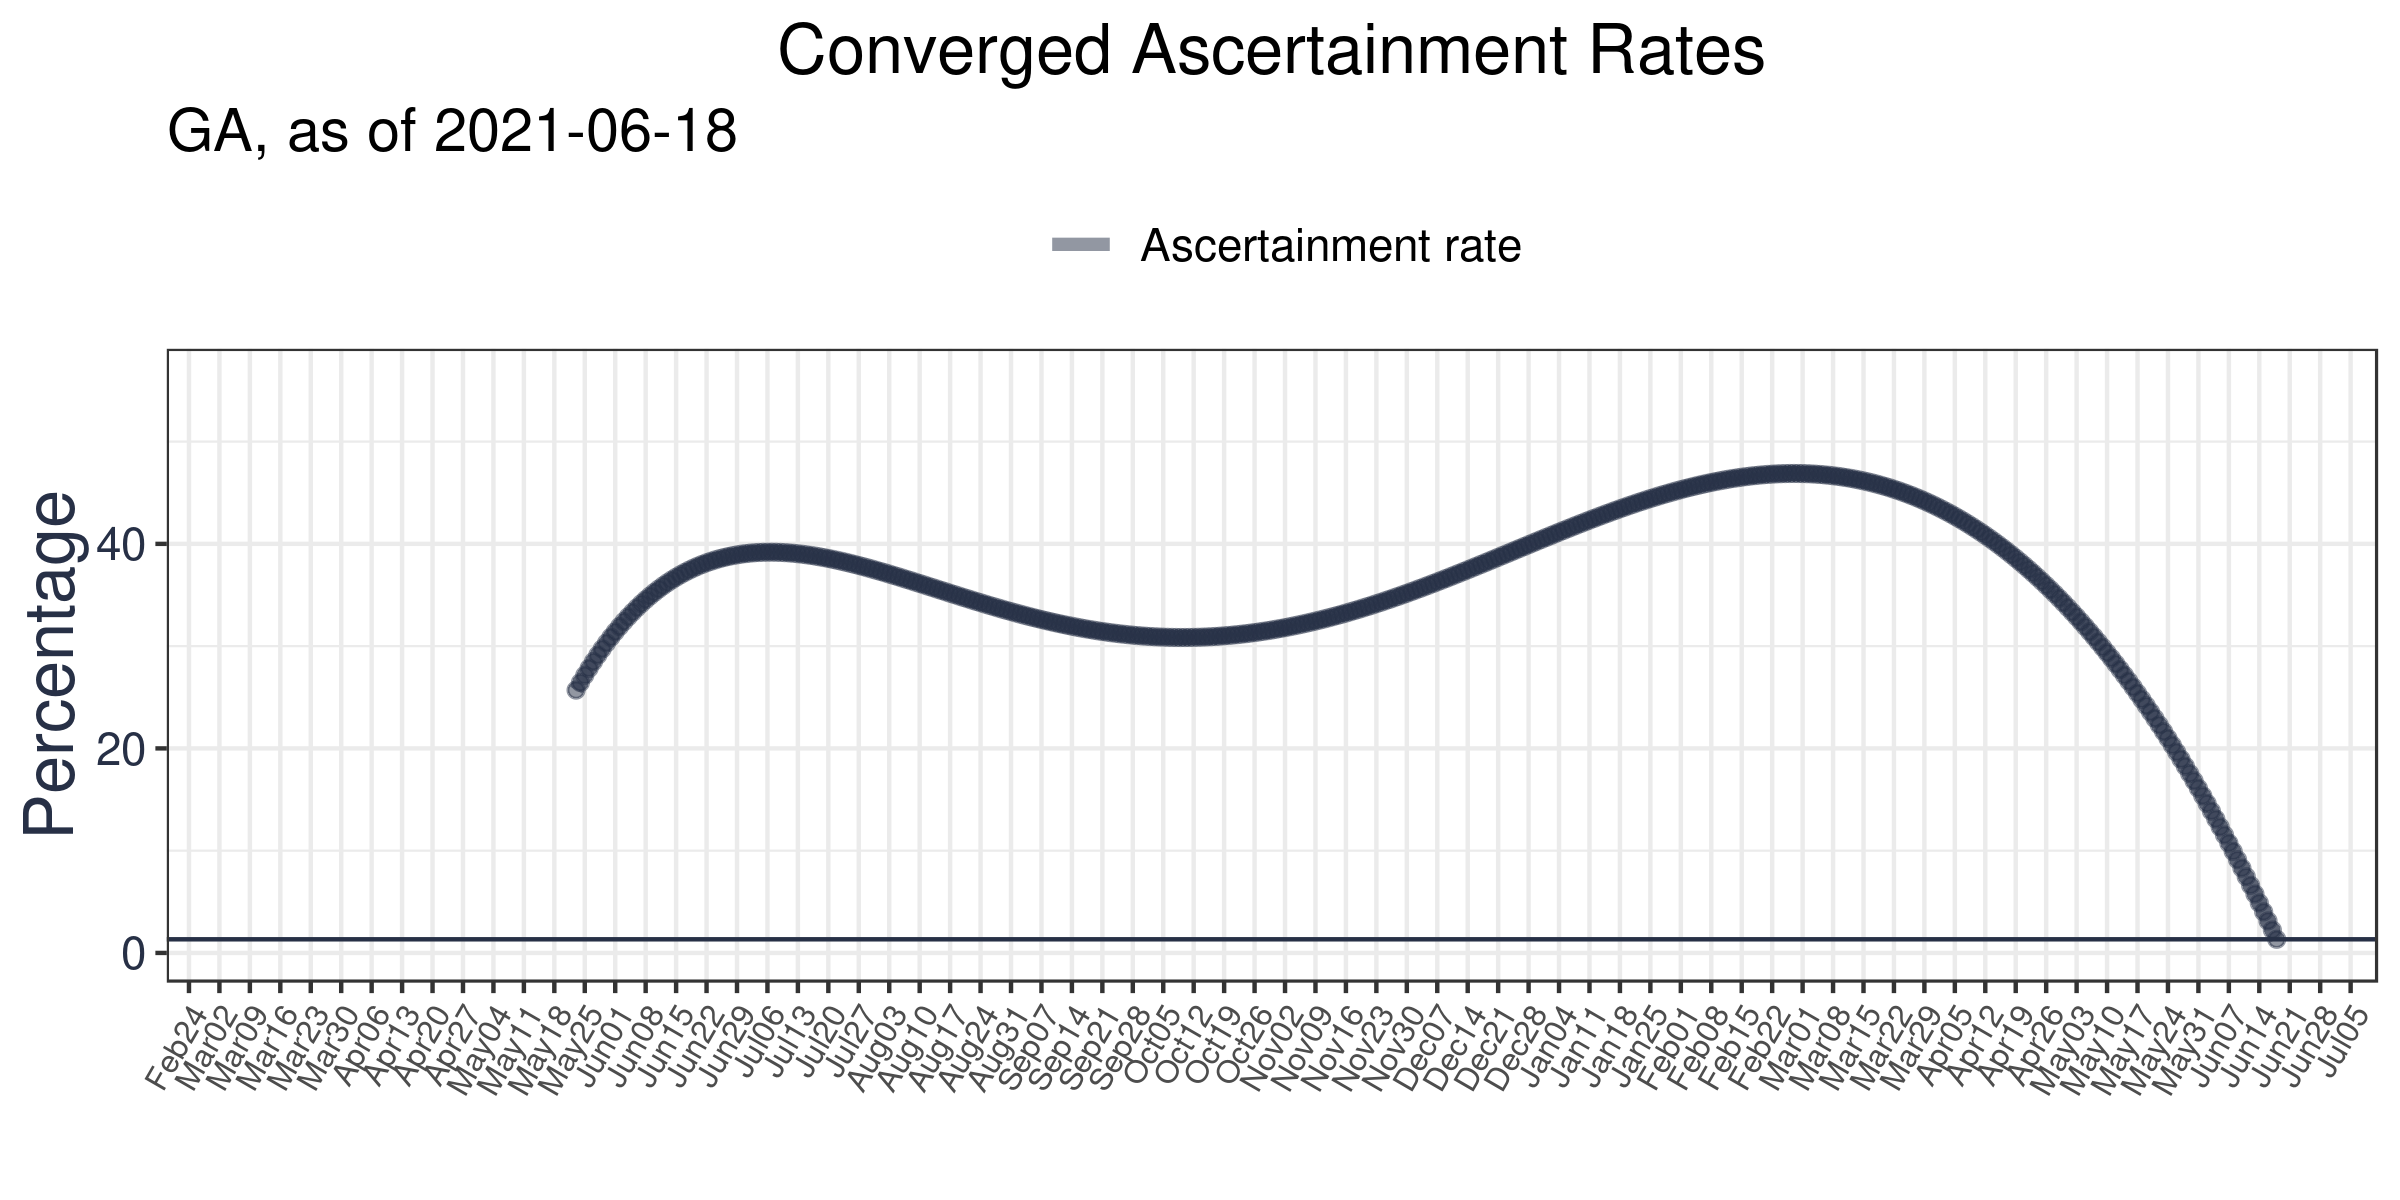 Converged Ascertainment Rates
GA, as of 2021-06-18
Ascertainment rate
Percentage
40
20
0
Feb24
Mar02
Mar09
Mar16
Mar23
Mar30
Apr06
Apr13
Apr20
Apr27
May04
May11
May18
May25
Jun01
Jun08
Jun15
Jun22
Jun29
Jul06
Jul13
Jul20
Jul27
Aug03
Aug10
Aug17
Aug24
Aug31
Sep07
Sep14
Sep21
Sep28
Oct05
Oct12
Oct19
Oct26
Nov02
Nov09
Nov16
Nov23
Nov30
Dec07
Dec14
Dec21
Dec28
Jan04
Jan11
Jan18
Jan25
Feb01
Feb08
Feb15
Feb22
Mar01
Mar08
Mar15
Mar22
Mar29
Apr05
Apr12
Apr19
Apr26
May03
May10
May17
May24
May31
Jun07
Jun14
Jun21
Jun28
Jul05